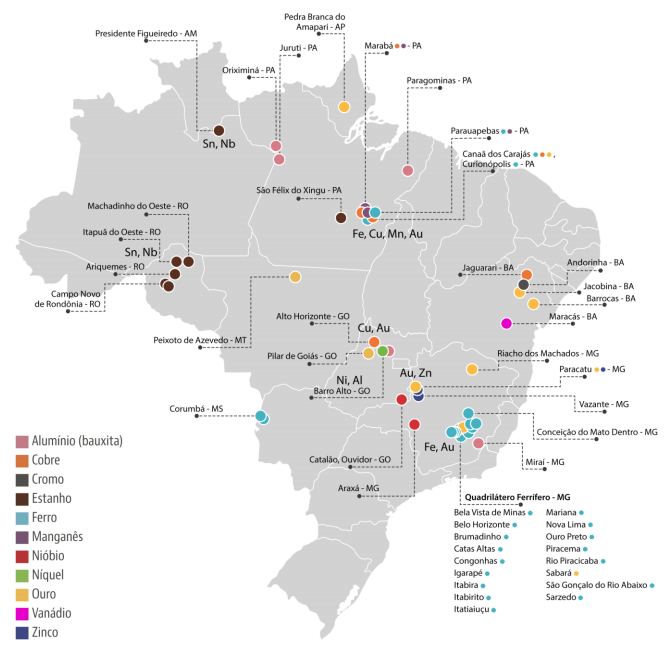 Pedra Branca do
Amapari - AP
Presidente Figueiredo - AM
Juruti - PA
Marabá - PA
Oriximiná - PA
Paragominas - PA
Parauapebas - PA
Sn, Nb
Canaã dos Carajás ,
Curionópolis - PA
São Félix do Xingu - PA
Machadinho do Oeste - RO
Fe, Cu, Mn, Au
Itapuã do Oeste - RO
Sn, Nb
Ariquemes - RO
Andorinha - BA
Jaguarari - BA
Campo Novo
de Rondônia - RO
Jacobina - BA
Barrocas - BA
Alto Horizonte - GO
Maracás - BA
Cu, Au
Peixoto de Azevedo - MT
Pilar de Goiás - GO
Riacho dos Machados - MG
Au, Zn
Paracatu - MG
Ni, Al
Barro Alto - GO
Vazante - MG
Corumbá - MS
Conceição do Mato Dentro - MG
Fe, Au
Catalão, Ouvidor - GO
Miraí - MG
Araxá - MG
Alumínio (bauxita)
Cobre
Cromo
Estanho
Ferro
Manganês
Nióbio
Níquel
Ouro
Vanádio
Zinco
Quadrilátero Ferrífero - MG
Bela Vista de Minas
Belo Horizonte
Brumadinho
Catas Altas
Congonhas
Igarapé
Itabira
Itabirito
Itatiaiuçu
Mariana
Nova Lima
Ouro Preto
Piracema
Rio Piracicaba
Sabará
São Gonçalo do Rio Abaixo
Sarzedo